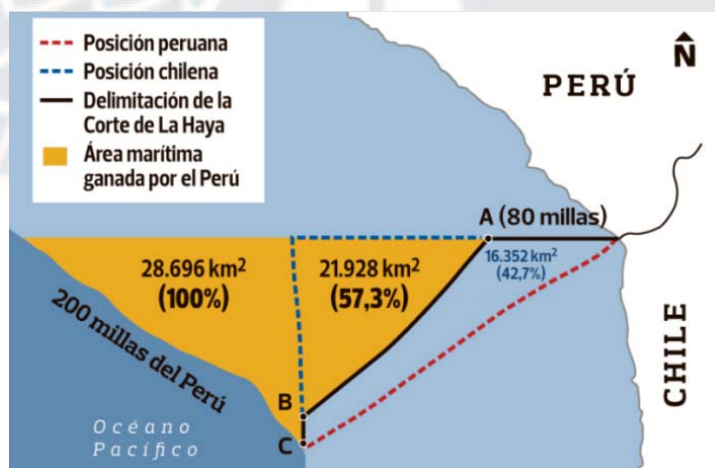 Posición peruana
Posición chilena
Delimitación de la
Corte de La Haya
Área marítima
ganada por el Perú
N
PERÚ
A (80 millas)
28.696 km²
(100%)
21.928 km²
(57,3%)
16.352 km²
(42,7%)
200 millas del Perú
CHILE
B
C
Océano
Pacífico